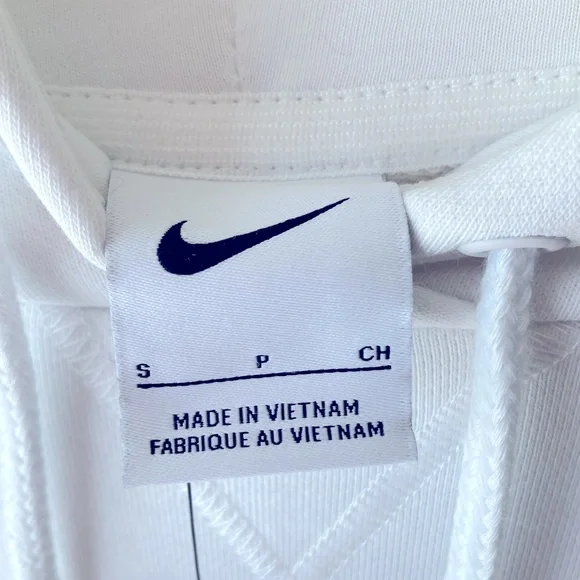 S P CH
MADE IN VIETNAM
FABRIQUE AU VIETNAM